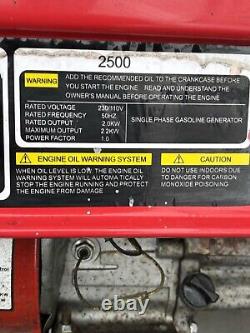 2500
WARNING
ADD THE RECOMMENDED OIL TO THE CRANKCASE BEFORE
YOU START THE ENGINE READ AND UNDERSTAND THE
OWNER'S MANUAL BEFORE OPERATING THE ENGINE
RATED VOLTAGE 230/110V
RATED FREQUENCY 50HZ
RATED OUTPUT 2.0KW
MAXIMUM OUTPUT 2.2KW
POWER FACTOR 1.0
SINGLE PHASE GASOLINE GENERATOR
ENGINE OIL WARNING SYSTEM
WHEN OIL LEVEL IS LOW THE ENGINE OIL
WARNING SYSTEM WILL AUTOMA TICALLY
STOP THE ENGINE RUNNING AND PROTECT
THE ENGINE FROM DAMAGE
CAUTION
DO NOT USE INDOORS DUE
TO DANGER FOR CARBON
MONOXIDE POISONING